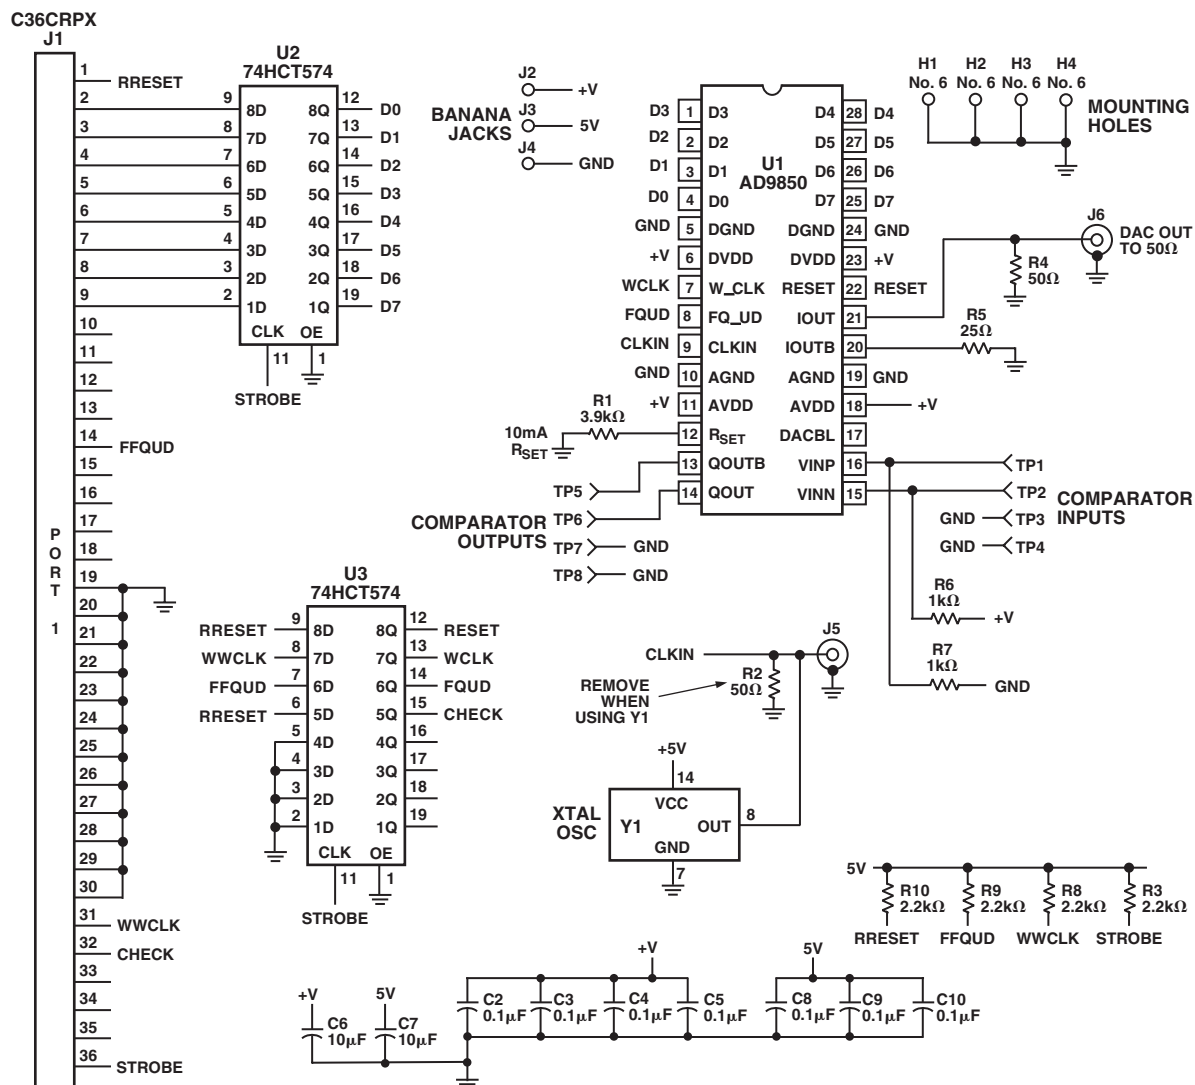 C36CRPX
J1
PORT 1
1 RRESET
2
3
4
5
6
7
8
9
10
11
12
13
14 FFQUD
15
16
17
18
19
20
21
22
23
24
25
26
27
28
29
30
31 WWCLK
32 CHECK
33
34
35
36 STROBE
U2
74HCT574
9 8D 8Q 12 D0
8 7D 7Q 13 D1
7 6D 6Q 14 D2
6 5D 5Q 15 D3
5 4D 4Q 16 D4
4 3D 3Q 17 D5
3 2D 2Q 18 D6
2 1D 1Q 19 D7
CLK OE
11 1
STROBE
BANANA
JACKS
J2 +V
J3 5V
J4 GND
U1
AD9850
D3 1 D3 D4 28 D4
D2 2 D2 D5 27 D5
D1 3 D1 D6 26 D6
D0 4 D0 D7 25 D7
GND 5 DGND DGND 24 GND
+V 6 DVDD DVDD 23 +V
WCLK 7 W_CLK RESET 22 RESET
FQUD 8 FQ_UD IOUT 21
CLKIN 9 CLKIN IOUTB 20
GND 10 AGND AGND 19 GND
+V 11 AVDD AVDD 18 +V
12 RSET DACBL 17
13 QOUTB VINP 16
14 QOUT VINN 15
R1
3.9kΩ
10mA
RSET
TP5
TP6
TP7 GND
TP8 GND
COMPARATOR
OUTPUTS
H1 H2 H3 H4
No. 6 No. 6 No. 6 No. 6
MOUNTING
HOLES
J6
DAC OUT
TO 50Ω
R4
50Ω
R5
25Ω
TP1
TP2
GND TP3
GND TP4
COMPARATOR
INPUTS
R6
1kΩ
+V
R7
1kΩ
GND
U3
74HCT574
RRESET 9 8D 8Q 12 RESET
WWCLK 8 7D 7Q 13 WCLK
FFQUD 7 6D 6Q 14 FQUD
RRESET 6 5D 5Q 15 CHECK
5 4D 4Q 16
4 3D 3Q 17
3 2D 2Q 18
2 1D 1Q 19
CLK OE
11 1
STROBE
CLKIN
J5
R2
50Ω
REMOVE
WHEN
USING Y1
+5V
14
VCC
XTAL
OSC
Y1 OUT 8
GND
7
5V
R10
2.2kΩ
R9
2.2kΩ
R8
2.2kΩ
R3
2.2kΩ
RRESET FFQUD WWCLK STROBE
+V
C6
10µF
5V
C7
10µF
+V
C2
0.1µF
C3
0.1µF
C4
0.1µF
C5
0.1µF
5V
C8
0.1µF
C9
0.1µF
C10
0.1µF